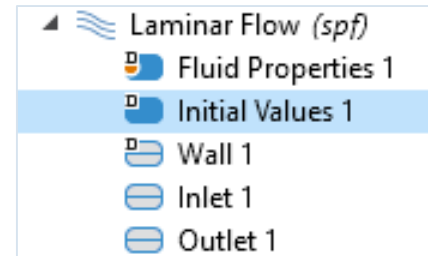 Laminar Flow (spf)
D Fluid Properties 1
D Initial Values 1
D Wall 1
Inlet 1
Outlet 1